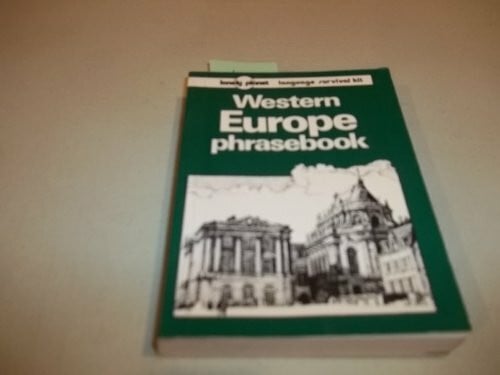 lonely planet language survival kit
Western
Europe
phrasebook